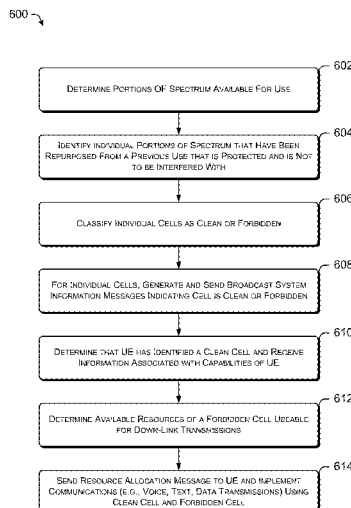 600
602
DETERMINE PORTIONS OF SPECTRUM AVAILABLE FOR USE
604
IDENTIFY INDIVIDUAL PORTIONS OF SPECTRUM THAT HAVE BEEN
REPURPOSED FROM A PREVIOUS USE THAT IS PROTECTED AND IS NOT
TO BE INTERFERED WITH
606
CLASSIFY INDIVIDUAL CELLS AS CLEAN OR FORBIDDEN
608
FOR INDIVIDUAL CELLS, GENERATE AND SEND BROADCAST SYSTEM
INFORMATION MESSAGES INDICATING CELL IS CLEAN OR FORBIDDEN
610
DETERMINE THAT UE HAS IDENTIFIED A CLEAN CELL AND RECEIVE
INFORMATION ASSOCIATED WITH CAPABILITIES OF UE
612
DETERMINE AVAILABLE RESOURCES OF A FORBIDDEN CELL USEABLE
FOR DOWN-LINK TRANSMISSIONS
614
SEND RESOURCE ALLOCATION MESSAGE TO UE AND IMPLEMENT
COMMUNICATIONS (E.G., VOICE, TEXT, DATA TRANSMISSIONS) USING
CLEAN CELL AND FORBIDDEN CELL